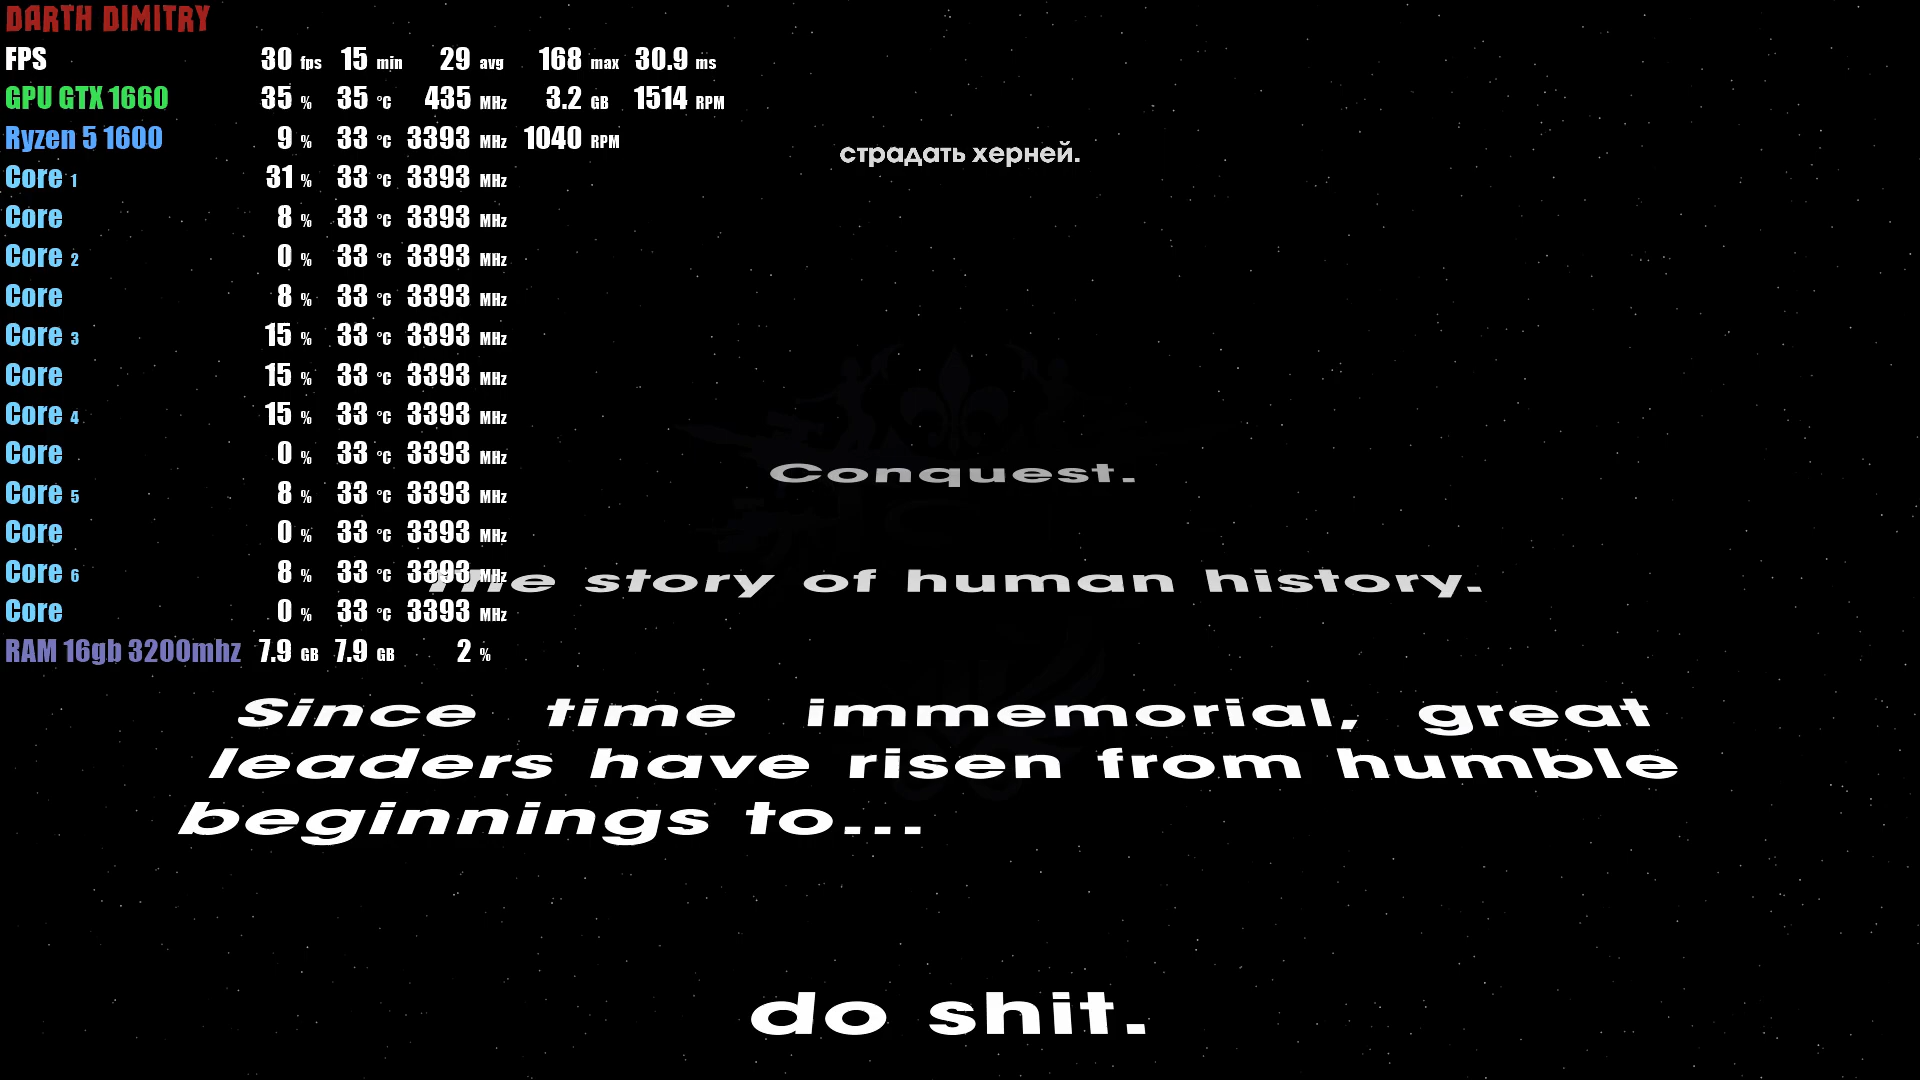 DARTH DIMITRY
FPS 30 fps 15 min 29 avg 168 max 30.9 ms
GPU GTX 1660 35 % 35 °C 435 MHz 3.2 GB 1514 RPM
Ryzen 5 1600 9 % 33 °C 3393 MHz 1040 RPM
страдать херней.
Core 1 31 % 33 °C 3393 MHz
Core 8 % 33 °C 3393 MHz
Core 2 0 % 33 °C 3393 MHz
Core 8 % 33 °C 3393 MHz
Core 3 15 % 33 °C 3393 MHz
Core 15 % 33 °C 3393 MHz
Core 4 15 % 33 °C 3393 MHz
Core 0 % 33 °C 3393 MHz
Conquest.
Core 5 8 % 33 °C 3393 MHz
Core 0 % 33 °C 3393 MHz
Core 6 8 % 33 °C 3393 MHz
The story of human history.
Core 0 % 33 °C 3393 MHz
RAM 16gb 3200mhz 7.9 GB 7.9 GB 2 %
Since time immemorial, great
leaders have risen from humble
beginnings to...
do shit.